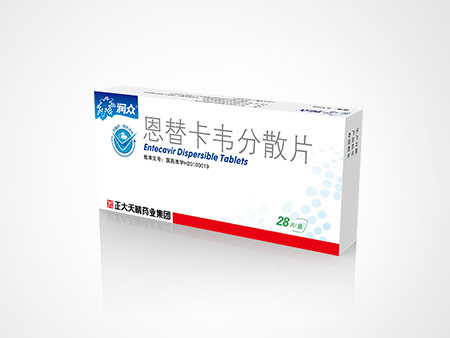 润众
恩替卡韦分散片
Entecavir Dispersible Tablets
批准文号：国药准字H20100019
正大天晴药业集团
28片/盒